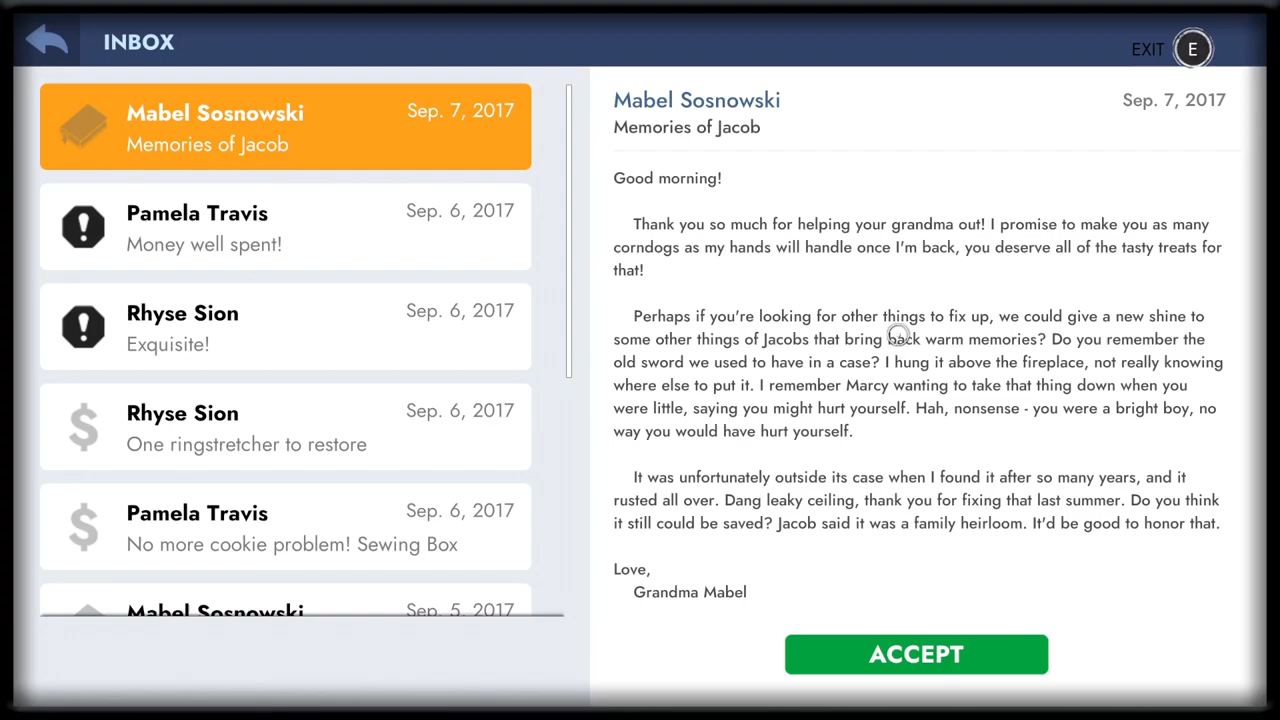 INBOX
EXIT E
Mabel Sosnowski
Sep. 7, 2017
Memories of Jacob
Pamela Travis
Sep. 6, 2017
Money well spent!
Rhyse Sion
Sep. 6, 2017
Exquisite!
Rhyse Sion
Sep. 6, 2017
One ringstretcher to restore
Pamela Travis
Sep. 6, 2017
No more cookie problem! Sewing Box
Mabel Sosnowski
Sep. 5, 2017
Mabel Sosnowski
Sep. 7, 2017
Memories of Jacob
Good morning!
Thank you so much for helping your grandma out! I promise to make you as many
corndogs as my hands will handle once I'm back, you deserve all of the tasty treats for
that!
Perhaps if you're looking for other things to fix up, we could give a new shine to
some other things of Jacobs that bring back warm memories? Do you remember the
old sword we used to have in a case? I hung it above the fireplace, not really knowing
where else to put it. I remember Marcy wanting to take that thing down when you
were little, saying you might hurt yourself. Hah, nonsense - you were a bright boy, no
way you would have hurt yourself.
It was unfortunately outside its case when I found it after so many years, and it
rusted all over. Dang leaky ceiling, thank you for fixing that last summer. Do you think
it still could be saved? Jacob said it was a family heirloom. It'd be good to honor that.
Love,
Grandma Mabel
ACCEPT